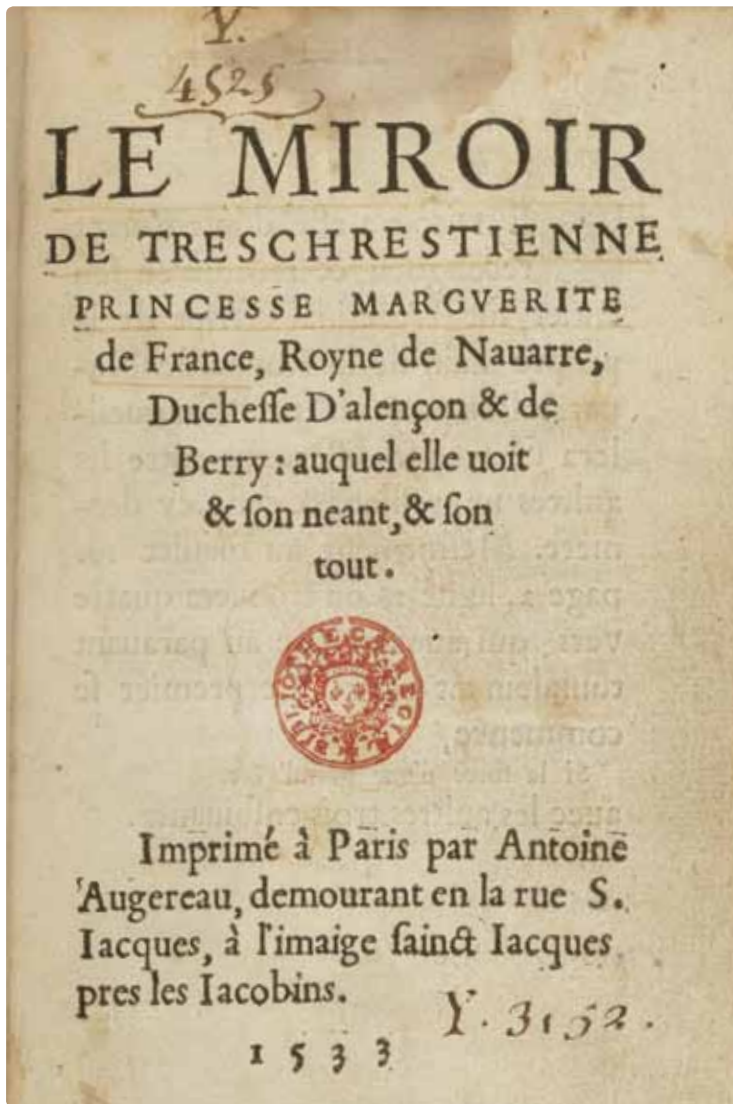 Y.
4525
LE MIROIR
DE TRESCHRESTIENNE
PRINCESSE MARGVERITE
de France, Royne de Nauarre,
Ducheſſe D'alençon & de
Berry: auquel elle uoit
& ſon neant, & ſon
tout.
BIBLIOTHECA REGIA
Imprimé à Paris par Antoine
Augereau, demourant en la rue S.
Iacques, à l'imaige ſainct Iacques
pres les Iacobins.
Y. 3152.
1533